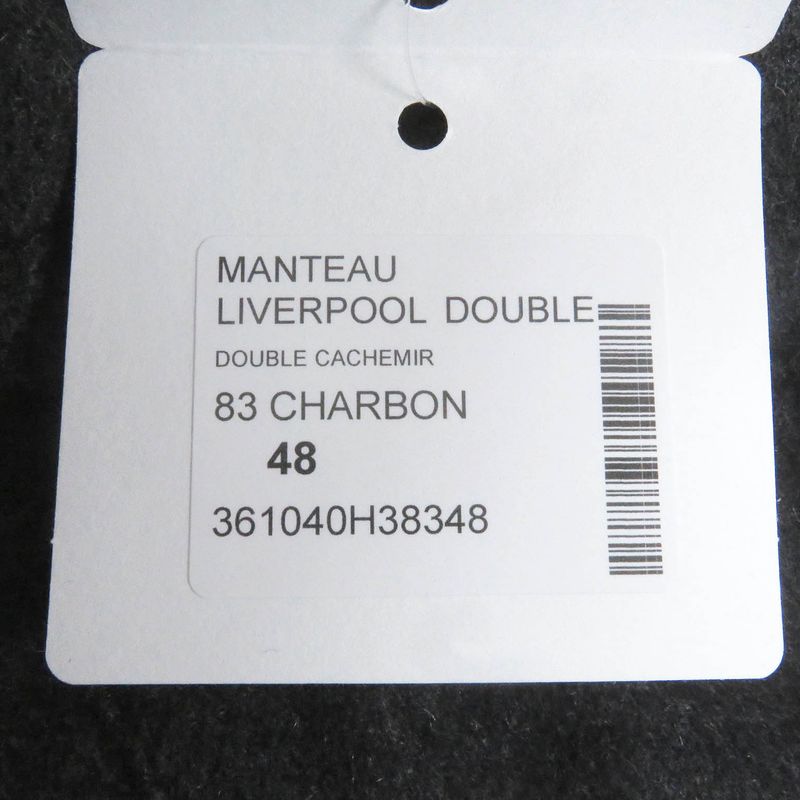 MANTEAU
LIVERPOOL DOUBLE
DOUBLE CACHEMIR
83 CHARBON
48
361040H38348